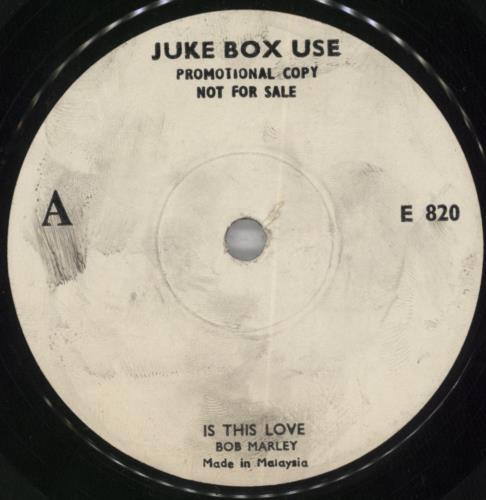 JUKE BOX USE
PROMOTIONAL COPY
NOT FOR SALE
A
E 820
IS THIS LOVE
BOB MARLEY
Made in Malaysia